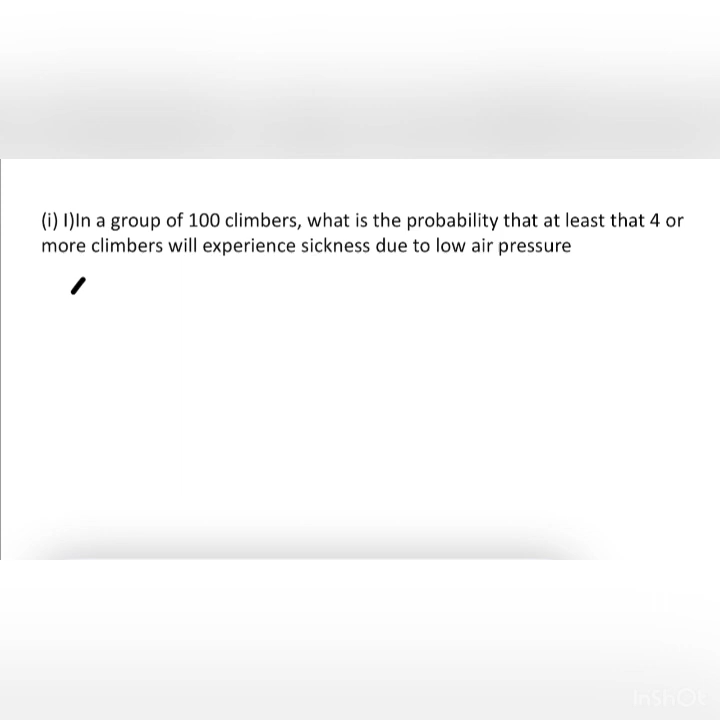 (i) I)In a group of 100 climbers, what is the probability that at least that 4 or
more climbers will experience sickness due to low air pressure
InShot